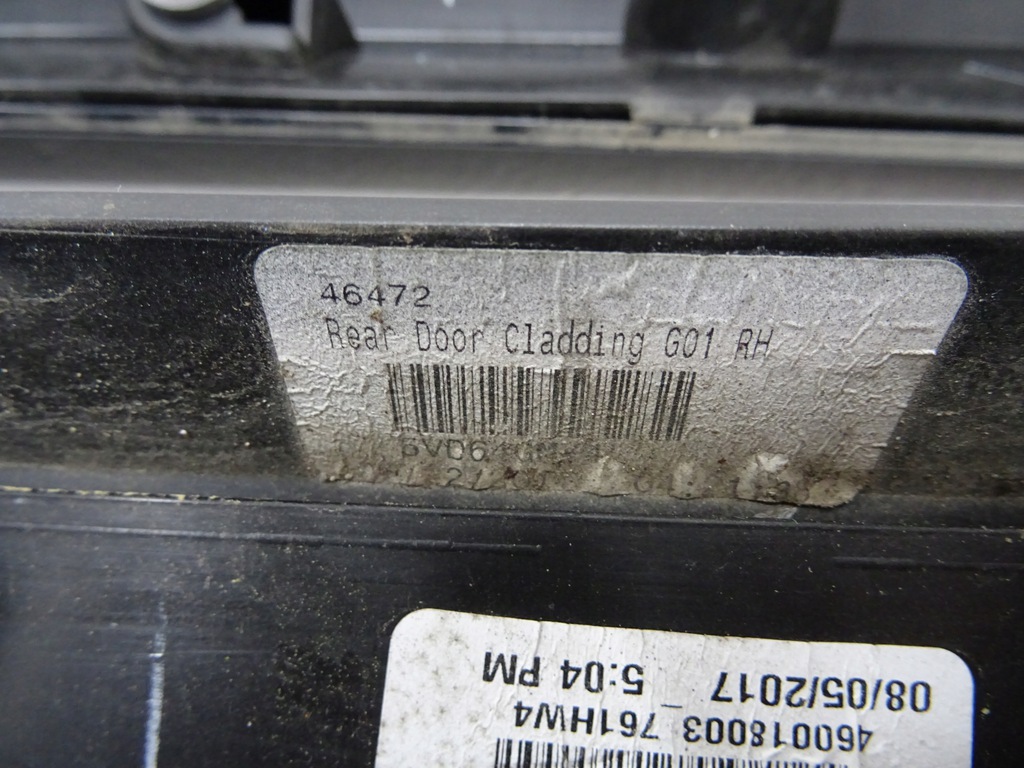 46472
Rear Door Cladding G01 RH
08/05/2017 5:04 PM
460018003 761HW4